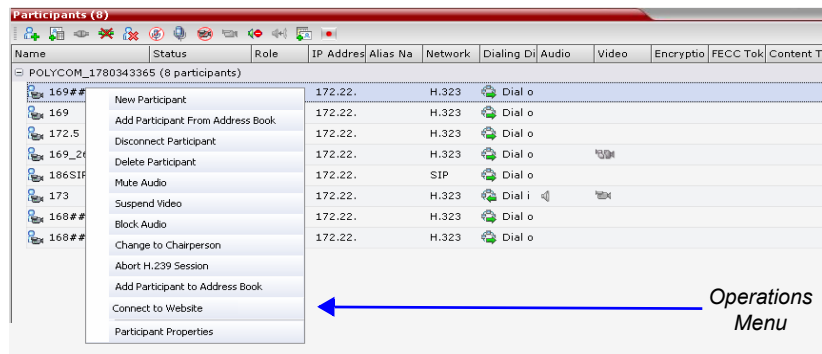 Participants (8)
Name Status Role IP Addres Alias Na Network Dialing Di Audio Video Encryptio FECC Tok Content T
POLYCOM_1780343365 (8 participants)
169## 172.22. H.323 Dial o
169 172.22. H.323 Dial o
172.5 172.22. H.323 Dial o
169_26 172.22. H.323 Dial o
186SIP 172.22. SIP Dial o
173 172.22. H.323 Dial i
168## 172.22. H.323 Dial o
168## 172.22. H.323 Dial o
New Participant
Add Participant From Address Book
Disconnect Participant
Delete Participant
Mute Audio
Suspend Video
Block Audio
Change to Chairperson
Abort H.239 Session
Add Participant to Address Book
Connect to Website
Participant Properties
Operations
Menu